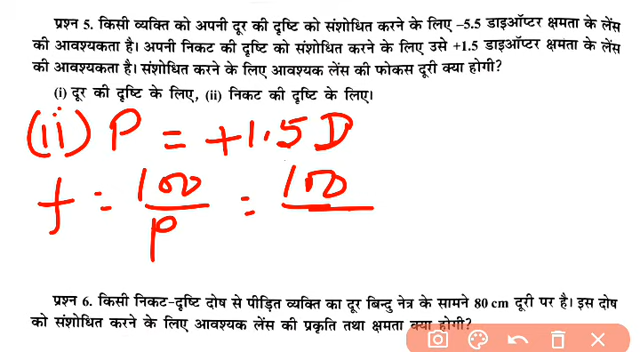 प्रश्न 5. किसी व्यक्ति को अपनी दूर की दृष्टि को संशोधित करने के लिए –5.5 डाइऑप्टर क्षमता के लेंस
की आवश्यकता है। अपनी निकट की दृष्टि को संशोधित करने के लिए उसे +1.5 डाइऑप्टर क्षमता के लेंस
की आवश्यकता है। संशोधित करने के लिए आवश्यक लेंस की फोकस दूरी क्या होगी?
(i) दूर की दृष्टि के लिए, (ii) निकट की दृष्टि के लिए।
(ii) P = +1.5 D
f = 100/P = 100/
प्रश्न 6. किसी निकट-दृष्टि दोष से पीड़ित व्यक्ति का दूर बिन्दु नेत्र के सामने 80 cm दूरी पर है। इस दोष
को संशोधित करने के लिए आवश्यक लेंस की प्रकृति तथा क्षमता क्या होगी?